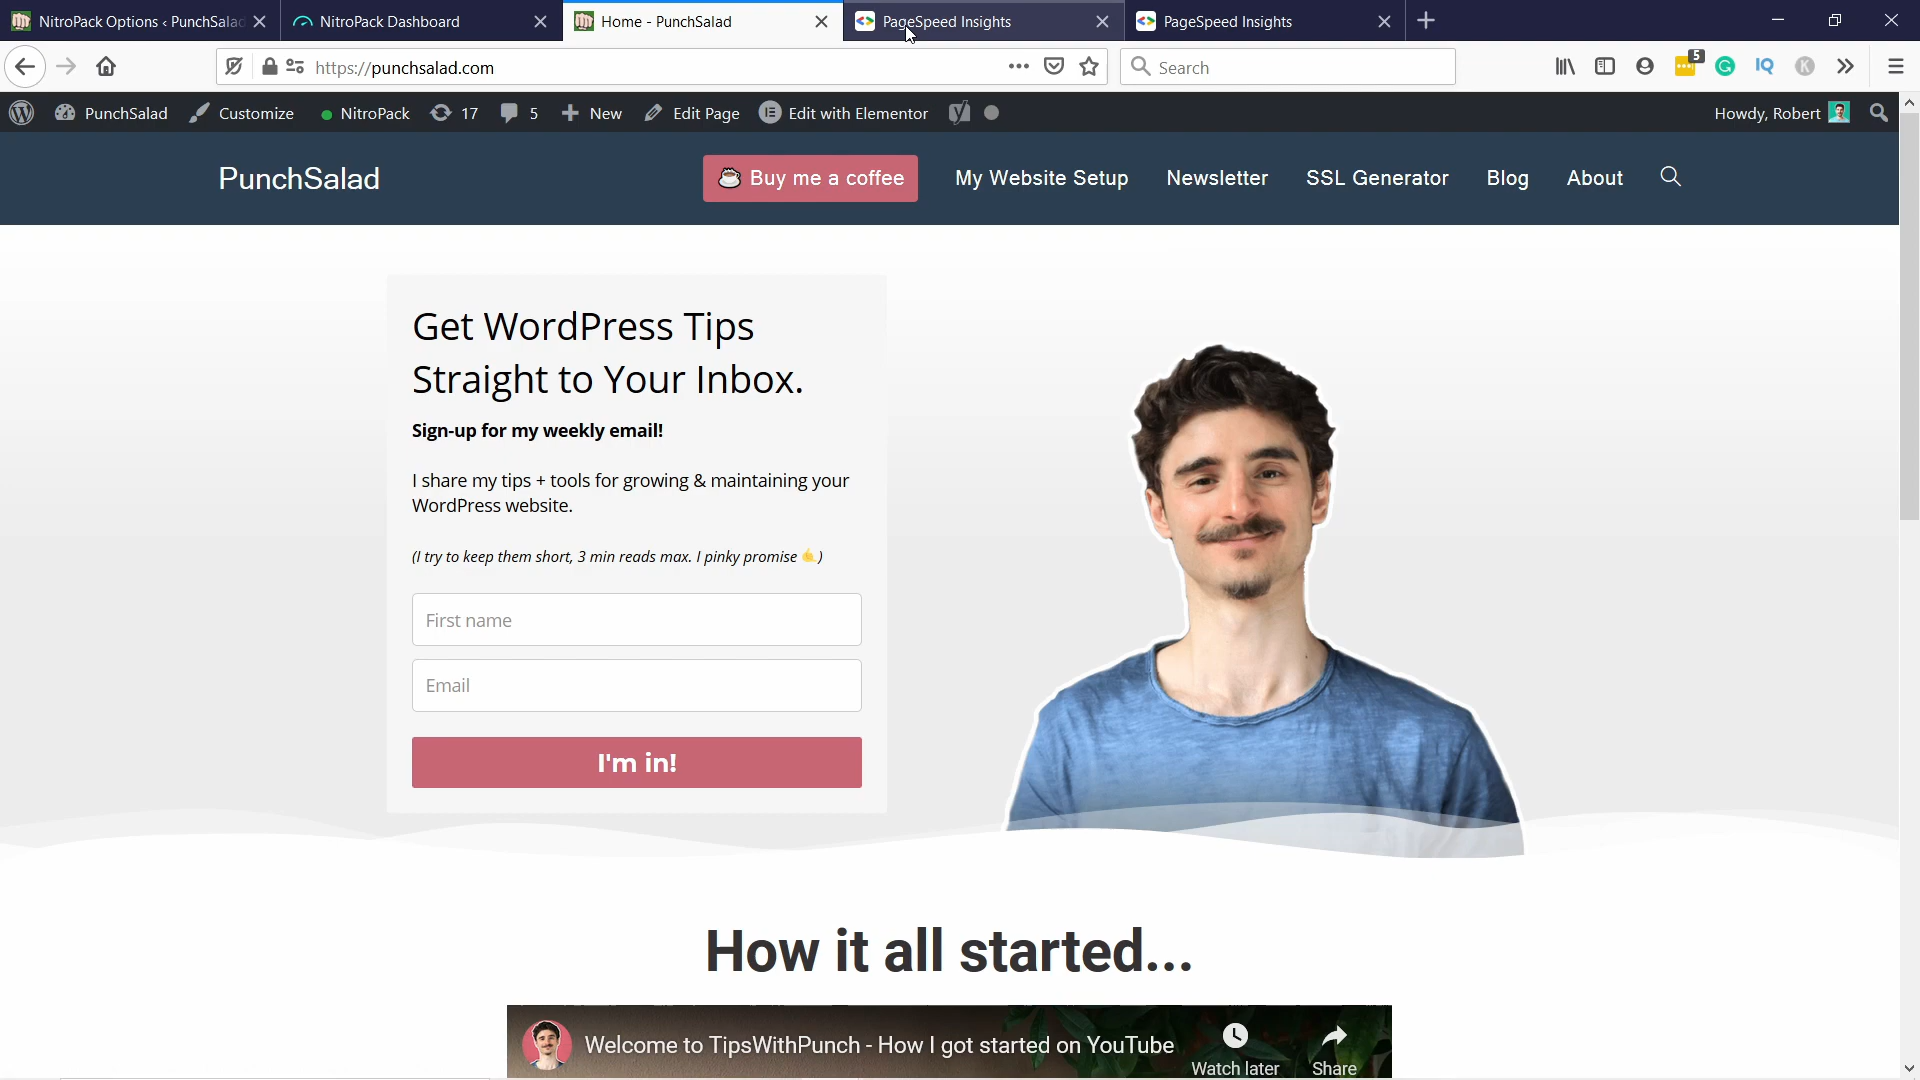 NitroPack Options ‹ PunchSalad
NitroPack Dashboard
Home - PunchSalad
PageSpeed Insights
PageSpeed Insights
https://punchsalad.com
Search
5
PunchSalad
Customize
NitroPack
17
5
New
Edit Page
Edit with Elementor
Howdy, Robert
PunchSalad
Buy me a coffee
My Website Setup
Newsletter
SSL Generator
Blog
About
Get WordPress Tips
Straight to Your Inbox.
Sign-up for my weekly email!
I share my tips + tools for growing & maintaining your
WordPress website.
(I try to keep them short, 3 min reads max. I pinky promise 🤙)
First name
Email
I'm in!
How it all started...
Welcome to TipsWithPunch - How I got started on YouTube
Watch later
Share